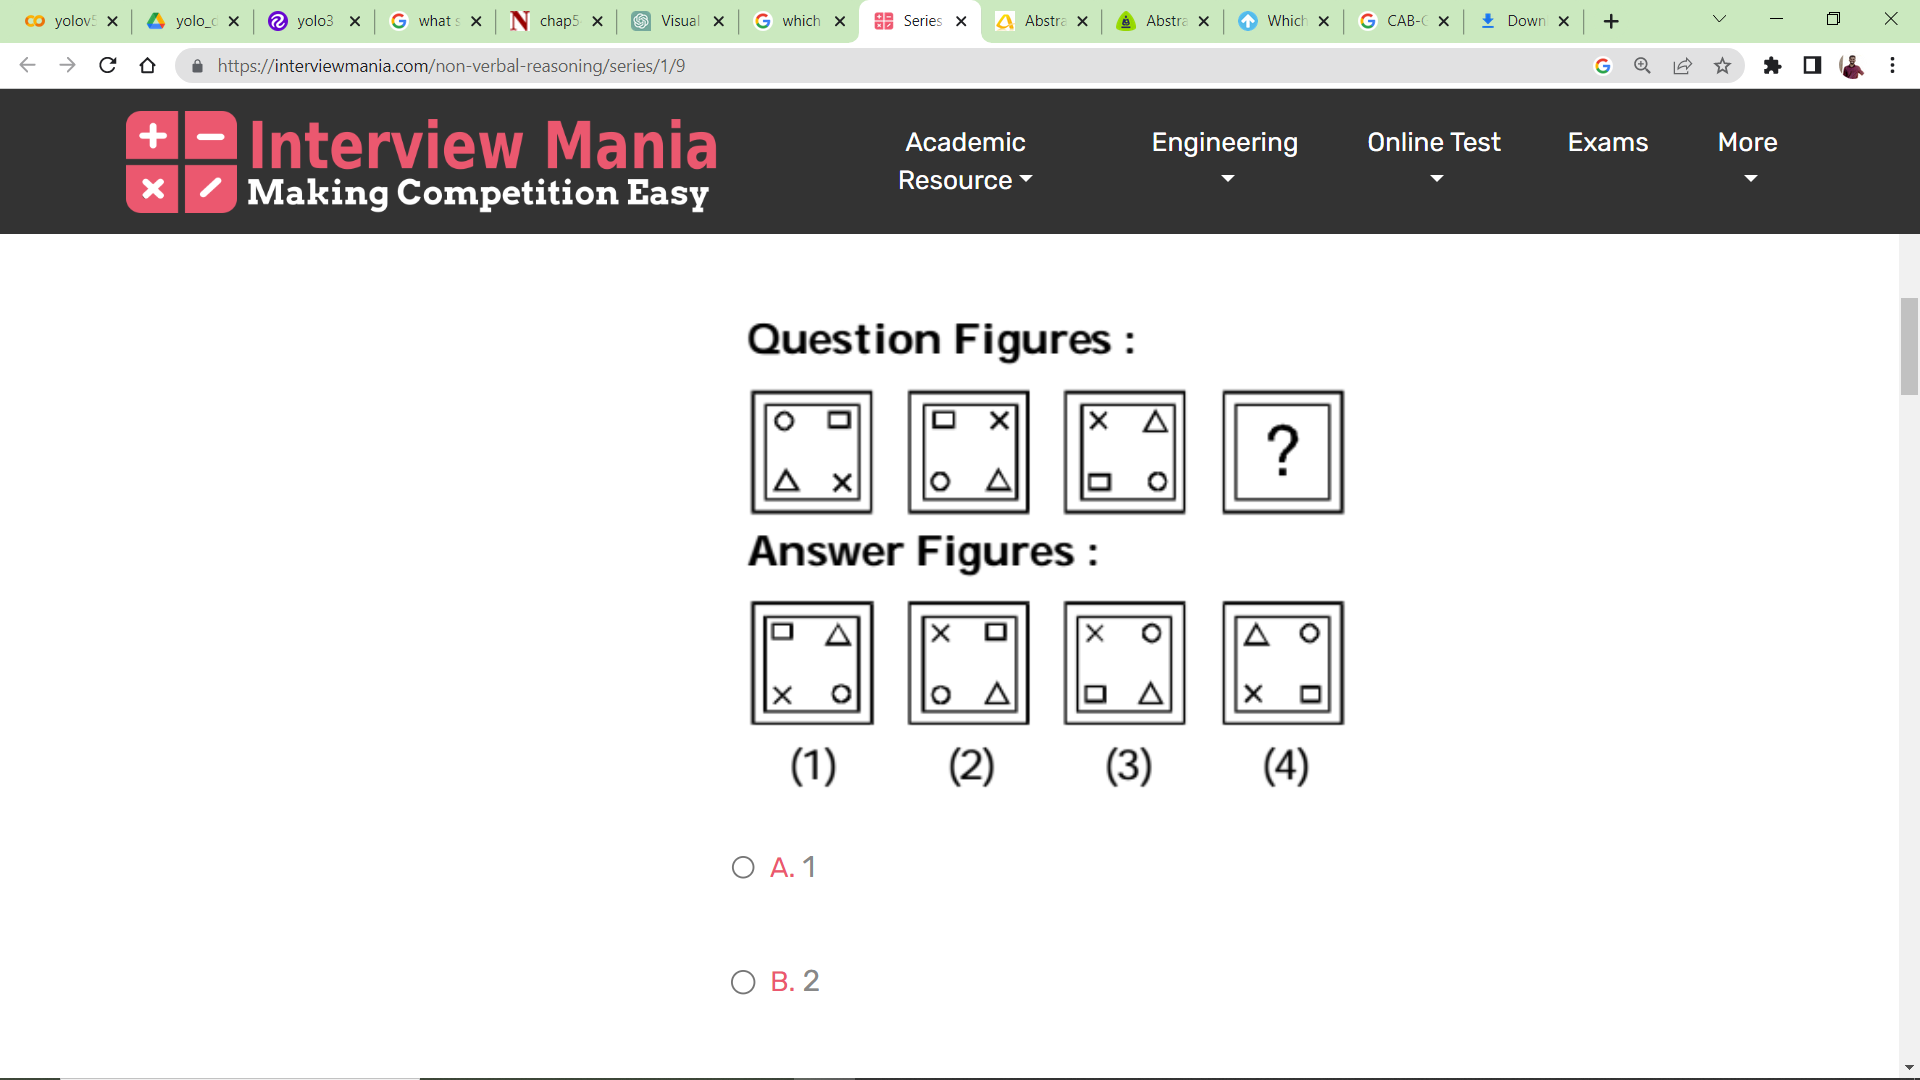 yolov5
yolo_c
yolo3
what s
chap5-
Visual
which
Series
Abstra
Abstra
Which
CAB-C
Down
https://interviewmania.com/non-verbal-reasoning/series/1/9
Interview Mania
Making Competition Easy
Academic Resource
Engineering
Online Test
Exams
More
Question Figures :
?
Answer Figures :
(1) (2) (3) (4)
A. 1
B. 2